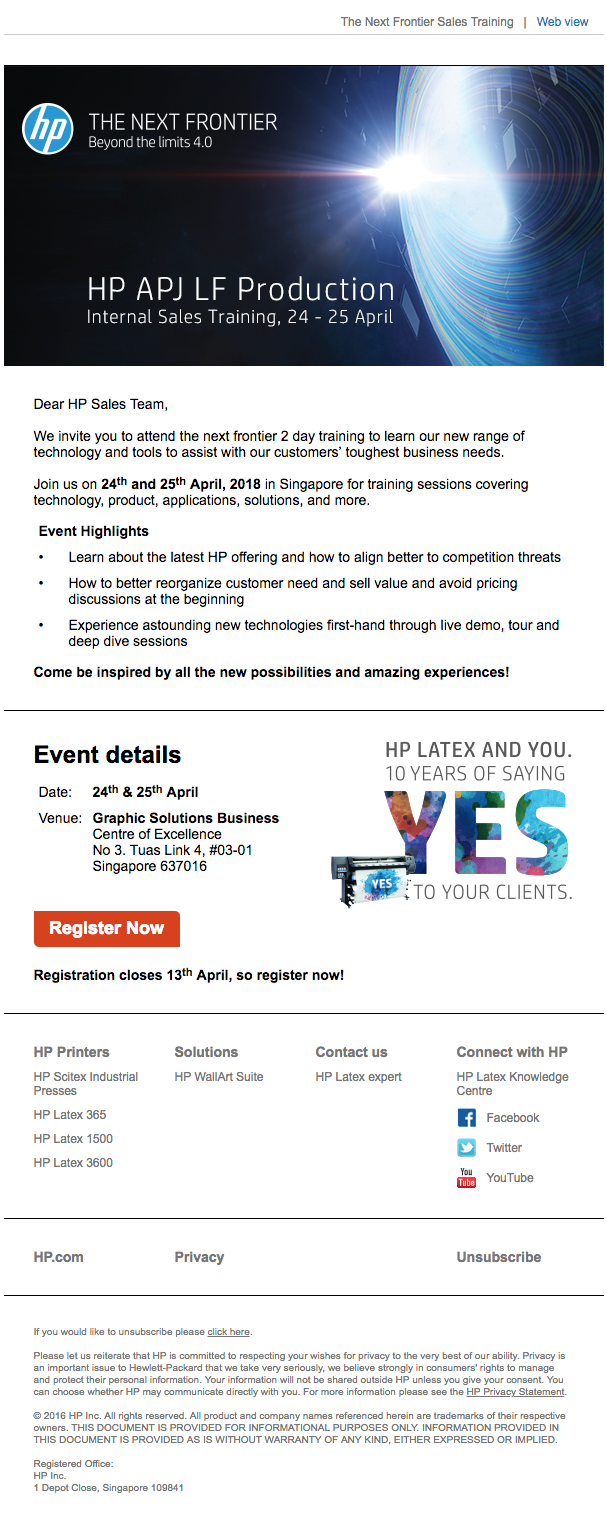 The Next Frontier Sales Training | Web view
hp
THE NEXT FRONTIER
Beyond the limits 4.0
HP APJ LF Production
Internal Sales Training, 24 - 25 April
Dear HP Sales Team,
We invite you to attend the next frontier 2 day training to learn our new range of
technology and tools to assist with our customers’ toughest business needs.
Join us on 24th and 25th April, 2018 in Singapore for training sessions covering
technology, product, applications, solutions, and more.
Event Highlights
• Learn about the latest HP offering and how to align better to competition threats
• How to better reorganize customer need and sell value and avoid pricing
discussions at the beginning
• Experience astounding new technologies first-hand through live demo, tour and
deep dive sessions
Come be inspired by all the new possibilities and amazing experiences!
Event details
Date: 24th & 25th April
Venue: Graphic Solutions Business
Centre of Excellence
No 3. Tuas Link 4, #03-01
Singapore 637016
HP LATEX AND YOU.
10 YEARS OF SAYING
YES
YES
TO YOUR CLIENTS.
Register Now
Registration closes 13th April, so register now!
HP Printers
HP Scitex Industrial
Presses
HP Latex 365
HP Latex 1500
HP Latex 3600
Solutions
HP WallArt Suite
Contact us
HP Latex expert
Connect with HP
HP Latex Knowledge
Centre
Facebook
Twitter
You
Tube
YouTube
HP.com
Privacy
Unsubscribe
If you would like to unsubscribe please click here.
Please let us reiterate that HP is committed to respecting your wishes for privacy to the very best of our ability. Privacy is
an important issue to Hewlett-Packard that we take very seriously, we believe strongly in consumers' rights to manage
and protect their personal information. Your information will not be shared outside HP unless you give your consent. You
can choose whether HP may communicate directly with you. For more information please see the HP Privacy Statement.
© 2016 HP Inc. All rights reserved. All product and company names referenced herein are trademarks of their respective
owners. THIS DOCUMENT IS PROVIDED FOR INFORMATIONAL PURPOSES ONLY. INFORMATION PROVIDED IN
THIS DOCUMENT IS PROVIDED AS IS WITHOUT WARRANTY OF ANY KIND, EITHER EXPRESSED OR IMPLIED.
Registered Office:
HP Inc.
1 Depot Close, Singapore 109841